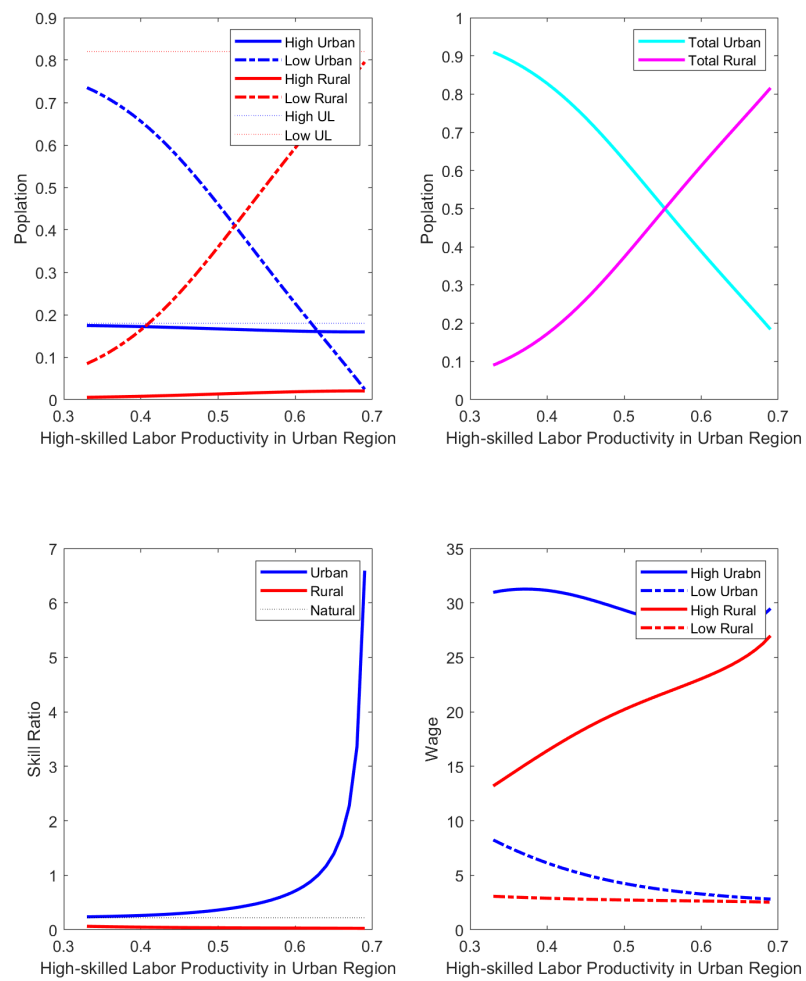 0.9
0.8
0.7
0.6
0.5
0.4
0.3
0.2
0.1
0
Poplation
High Urban
Low Urban
High Rural
Low Rural
High UL
Low UL
0.3 0.4 0.5 0.6 0.7
High-skilled Labor Productivity in Urban Region
1
0.9
0.8
0.7
0.6
0.5
0.4
0.3
0.2
0.1
0
Poplation
Total Urban
Total Rural
0.3 0.4 0.5 0.6 0.7
High-skilled Labor Productivity in Urban Region
7
6
5
4
3
2
1
0
Skill Ratio
Urban
Rural
Natural
0.3 0.4 0.5 0.6 0.7
High-skilled Labor Productivity in Urban Region
35
30
25
20
15
10
5
0
Wage
High Urabn
Low Urban
High Rural
Low Rural
0.3 0.4 0.5 0.6 0.7
High-skilled Labor Productivity in Urban Region